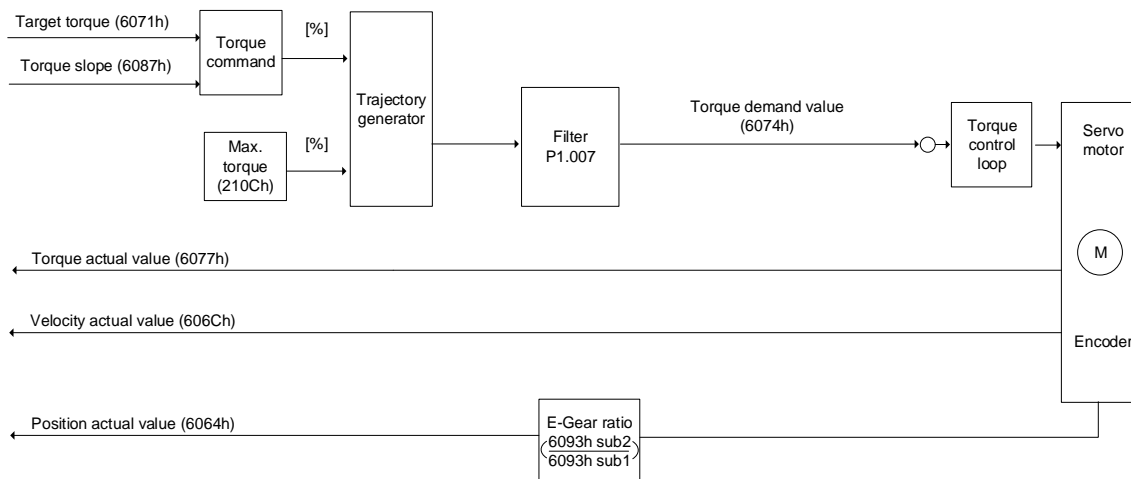 Target torque (6071h)
Torque slope (6087h)
Torque
command
[%]
Max.
torque
(210Ch)
[%]
Trajectory
generator
Filter
P1.007
Torque demand value
(6074h)
Torque
control
loop
Servo
motor
M
Encoder
Torque actual value (6077h)
Velocity actual value (606Ch)
Position actual value (6064h)
E-Gear ratio
(6093h sub2
6093h sub1)